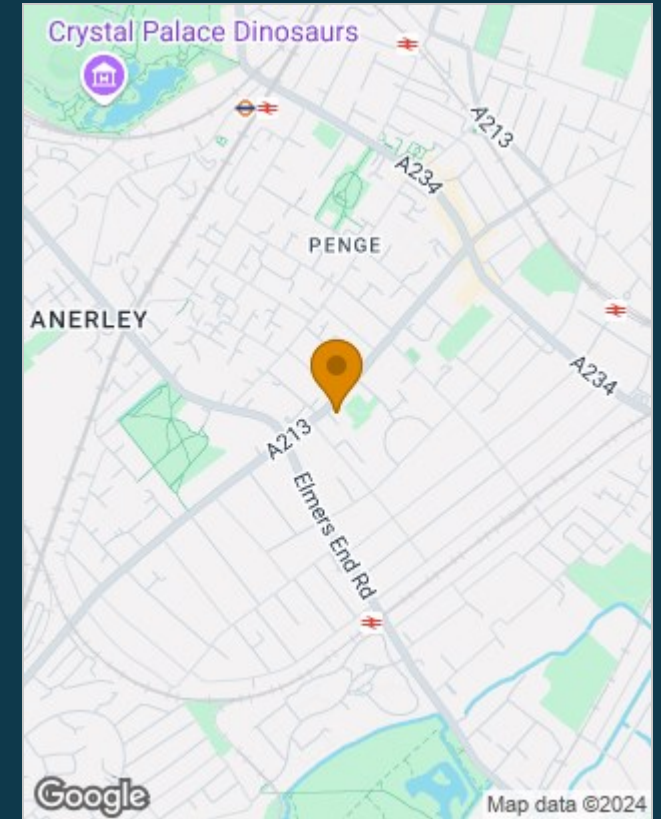 Crystal Palace Dinosaurs
A213
A234
PENGE
ANERLEY
A234
A213
Elmers End Rd
Google
Map data ©2024